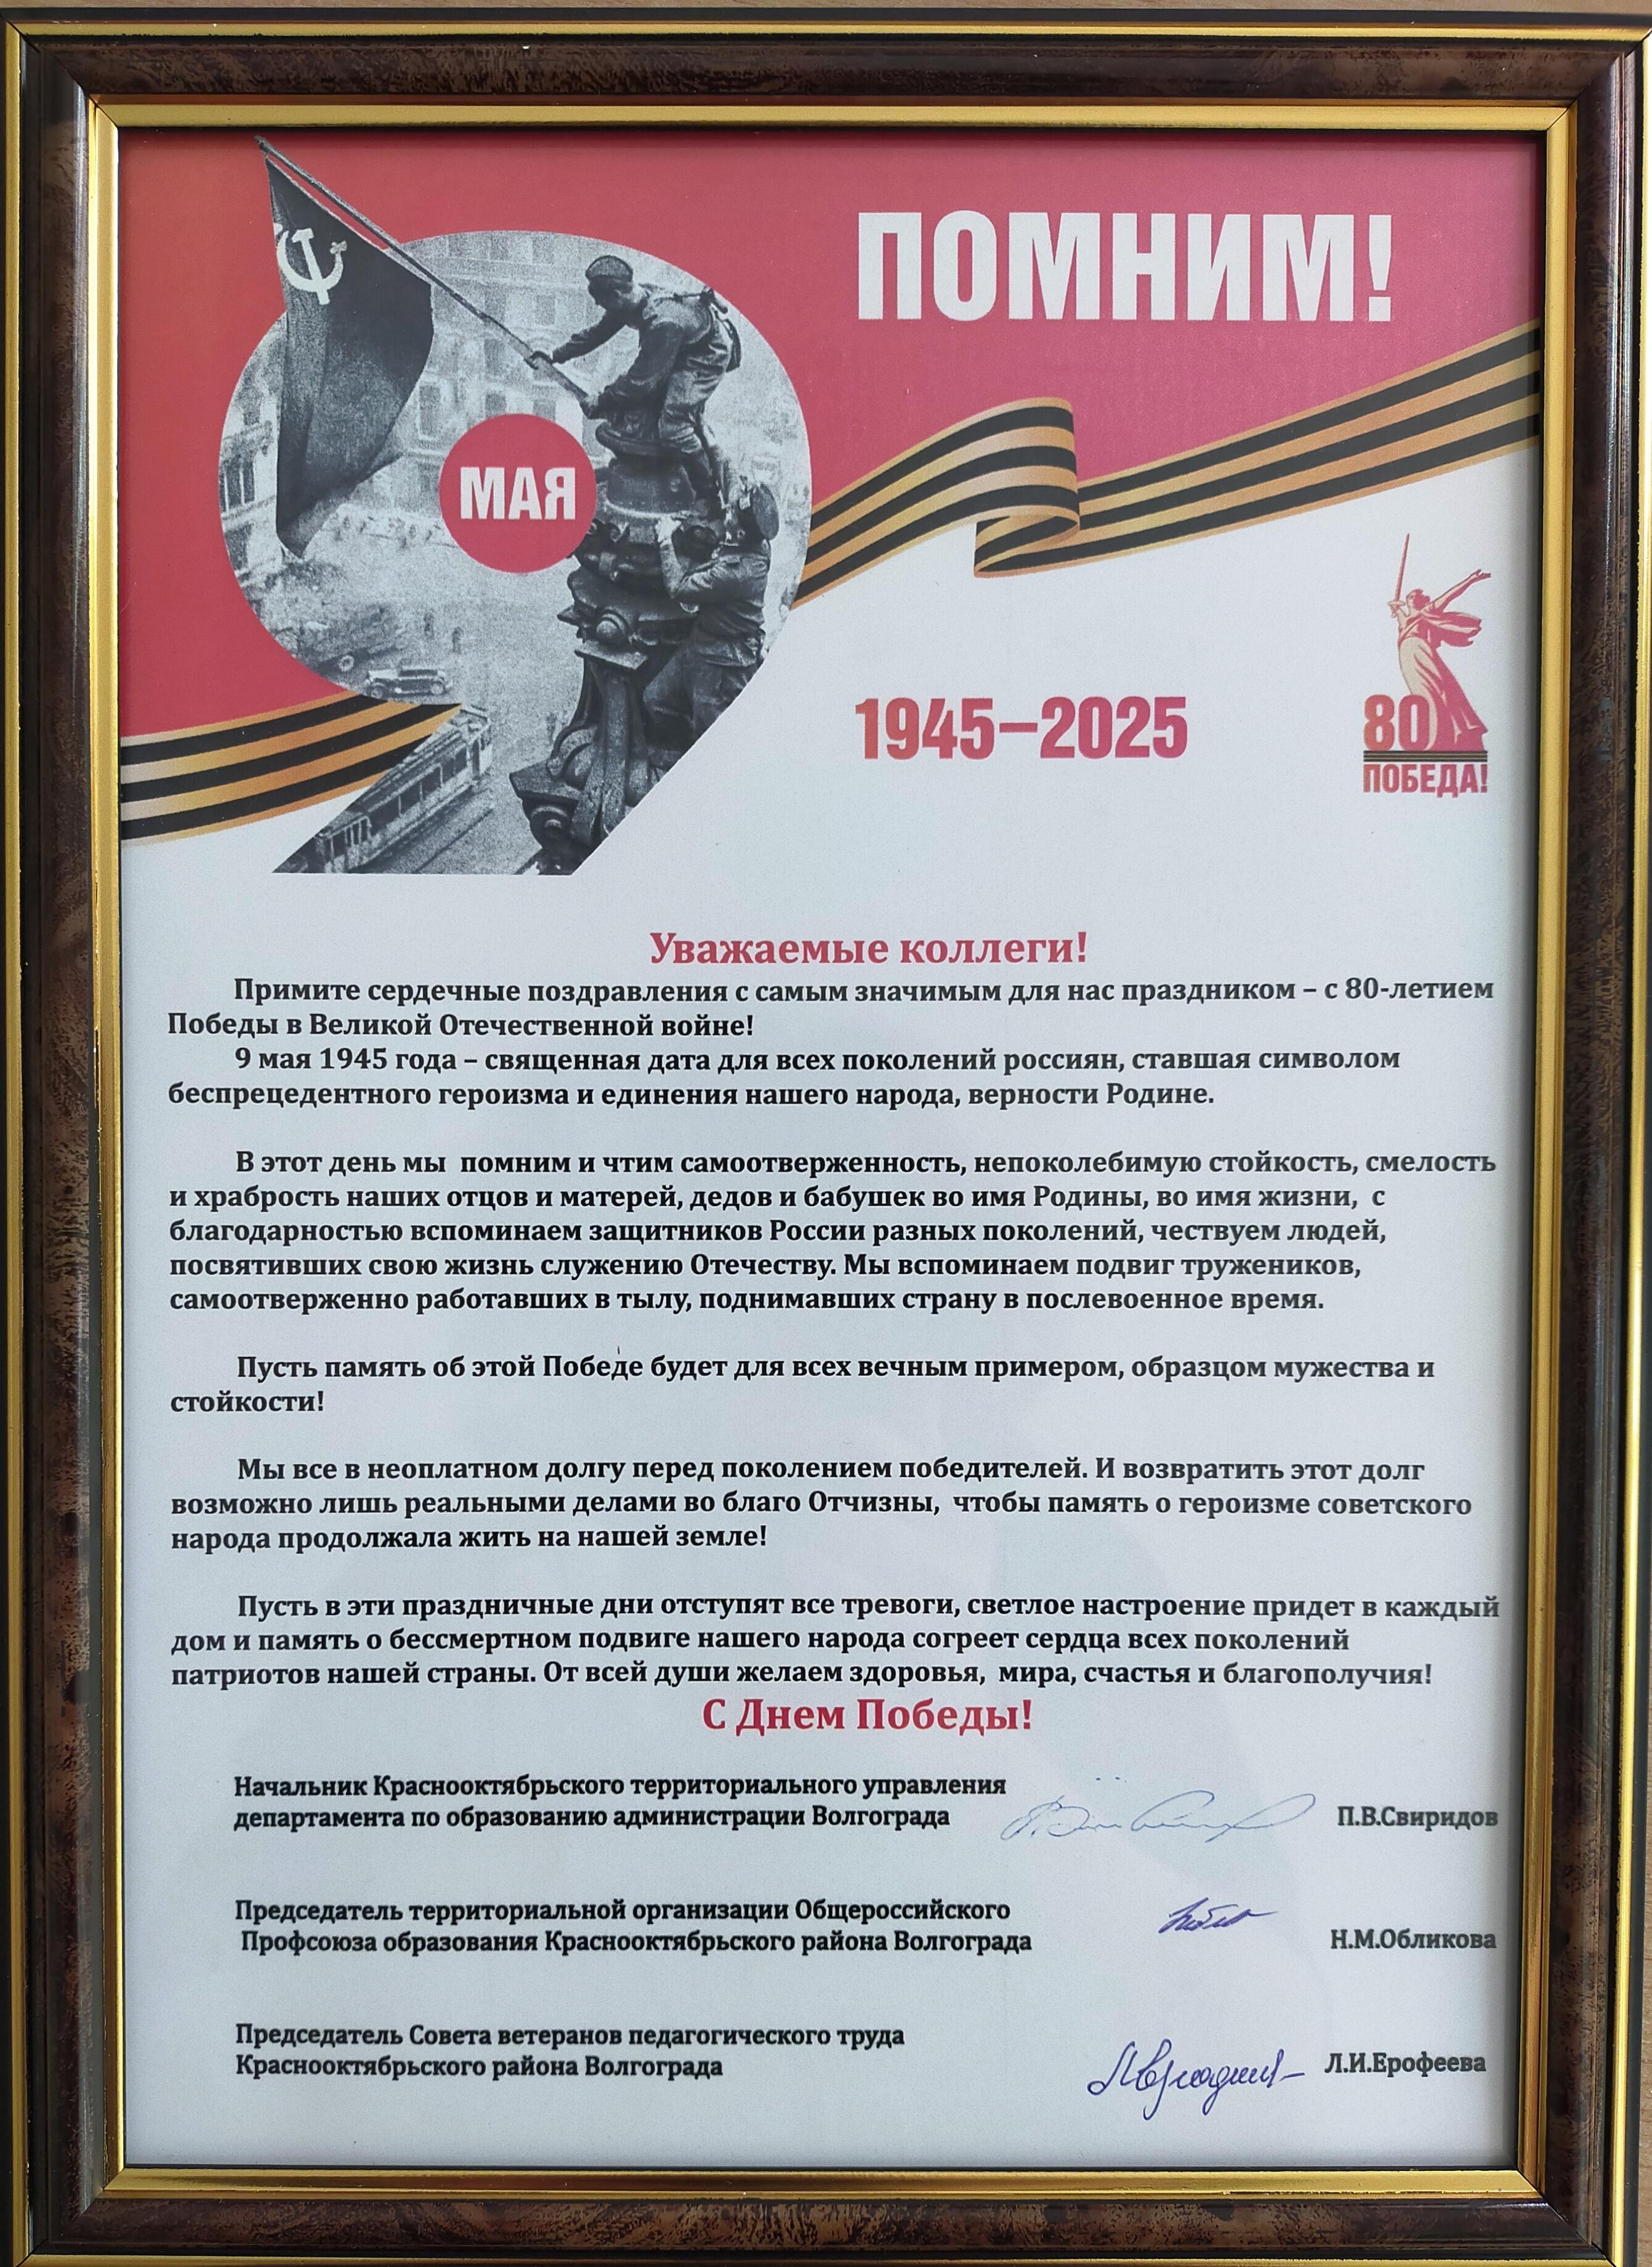 ПОМНИМ!
МАЯ
1945–2025
80
ПОБЕДА!
Уважаемые коллеги!
Примите сердечные поздравления с самым значимым для нас праздником – с 80-летием
Победы в Великой Отечественной войне!
9 мая 1945 года – священная дата для всех поколений россиян, ставшая символом
беспрецедентного героизма и единения нашего народа, верности Родине.
В этот день мы помним и чтим самоотверженность, непоколебимую стойкость, смелость
и храбрость наших отцов и матерей, дедов и бабушек во имя Родины, во имя жизни, с
благодарностью вспоминаем защитников России разных поколений, чествуем людей,
посвятивших свою жизнь служению Отечеству. Мы вспоминаем подвиг тружеников,
самоотверженно работавших в тылу, поднимавших страну в послевоенное время.
Пусть память об этой Победе будет для всех вечным примером, образцом мужества и
стойкости!
Мы все в неоплатном долгу перед поколением победителей. И возвратить этот долг
возможно лишь реальными делами во благо Отчизны, чтобы память о героизме советского
народа продолжала жить на нашей земле!
Пусть в эти праздничные дни отступят все тревоги, светлое настроение придет в каждый
дом и память о бессмертном подвиге нашего народа согреет сердца всех поколений
патриотов нашей страны. От всей души желаем здоровья, мира, счастья и благополучия!
С Днем Победы!
Начальник Краснооктябрьского территориального управления
департамента по образованию администрации Волгограда П.В.Свиридов
Председатель территориальной организации Общероссийского
Профсоюза образования Краснооктябрьского района Волгограда Н.М.Обликова
Председатель Совета ветеранов педагогического труда
Краснооктябрьского района Волгограда Л.И.Ерофеева